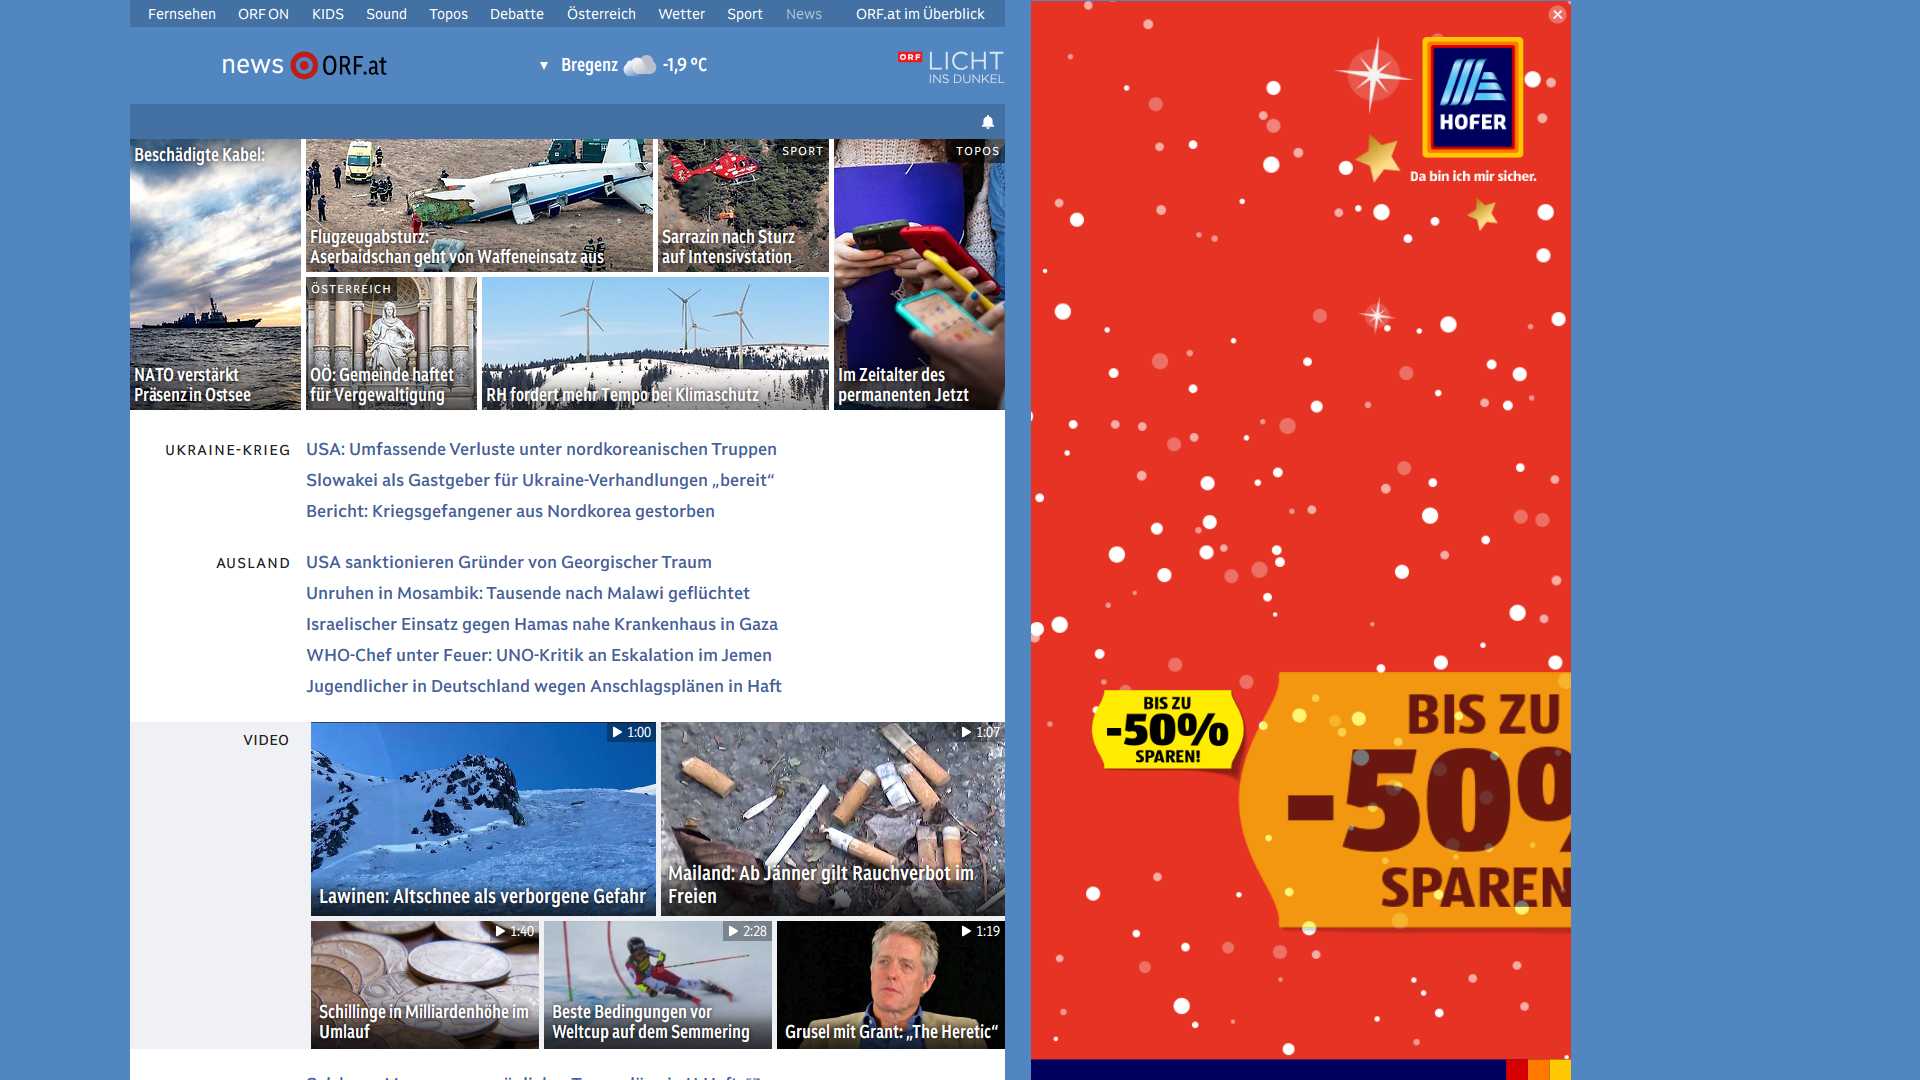 Fernsehen ORF ON KIDS Sound Topos Debatte Österreich Wetter Sport News ORF.at im Überblick
news ORF.at
▼ Bregenz -1,9 °C
ORF LICHT
INS DUNKEL
Beschädigte Kabel:
NATO verstärkt
Präsenz in Ostsee
Flugzeugabsturz:
Aserbaidschan geht von Waffeneinsatz aus
SPORT
Sarrazin nach Sturz
auf Intensivstation
TOPOS
Im Zeitalter des
permanenten Jetzt
ÖSTERREICH
OÖ: Gemeinde haftet
für Vergewaltigung
RH fordert mehr Tempo bei Klimaschutz
UKRAINE-KRIEG
USA: Umfassende Verluste unter nordkoreanischen Truppen
Slowakei als Gastgeber für Ukraine-Verhandlungen „bereit“
Bericht: Kriegsgefangener aus Nordkorea gestorben
AUSLAND
USA sanktionieren Gründer von Georgischer Traum
Unruhen in Mosambik: Tausende nach Malawi geflüchtet
Israelischer Einsatz gegen Hamas nahe Krankenhaus in Gaza
WHO-Chef unter Feuer: UNO-Kritik an Eskalation im Jemen
Jugendlicher in Deutschland wegen Anschlagsplänen in Haft
VIDEO
1:00
Lawinen: Altschnee als verborgene Gefahr
1:07
Mailand: Ab Jänner gilt Rauchverbot im
Freien
1:40
Schillinge in Milliardenhöhe im
Umlauf
2:28
Beste Bedingungen vor
Weltcup auf dem Semmering
1:19
Grusel mit Grant: „The Heretic“
HOFER
Da bin ich mir sicher.
BIS ZU
-50%
SPAREN!
BIS ZU
-50%
SPAREN